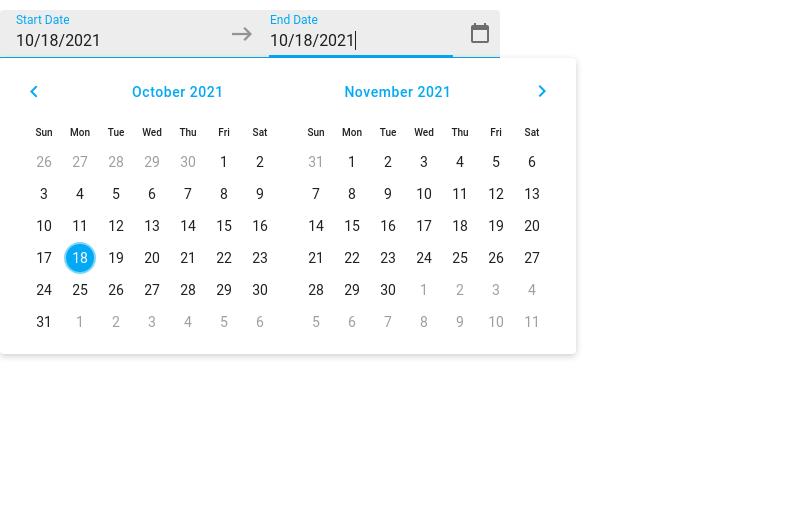 Start Date End Date
10/18/2021 10/18/2021
October 2021 November 2021
Sun Mon Tue Wed Thu Fri Sat Sun Mon Tue Wed Thu Fri Sat
26 27 28 29 30 1 2 31 1 2 3 4 5 6
3 4 5 6 7 8 9 7 8 9 10 11 12 13
10 11 12 13 14 15 16 14 15 16 17 18 19 20
17 18 19 20 21 22 23 21 22 23 24 25 26 27
24 25 26 27 28 29 30 28 29 30 1 2 3 4
31 1 2 3 4 5 6 5 6 7 8 9 10 11